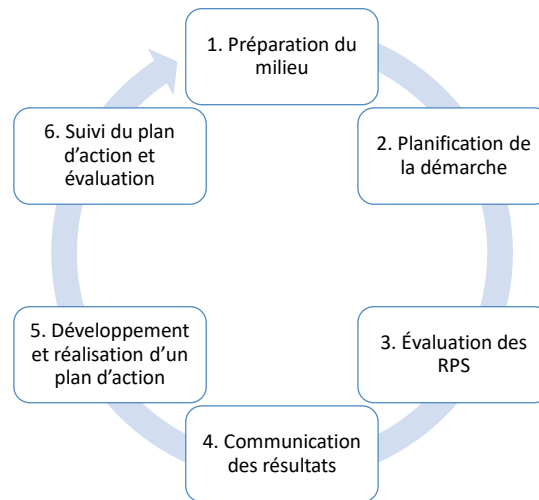 1. Préparation du
milieu
2. Planification de
la démarche
3. Évaluation des
RPS
4. Communication
des résultats
5. Développement
et réalisation d’un
plan d’action
6. Suivi du plan
d’action et
évaluation